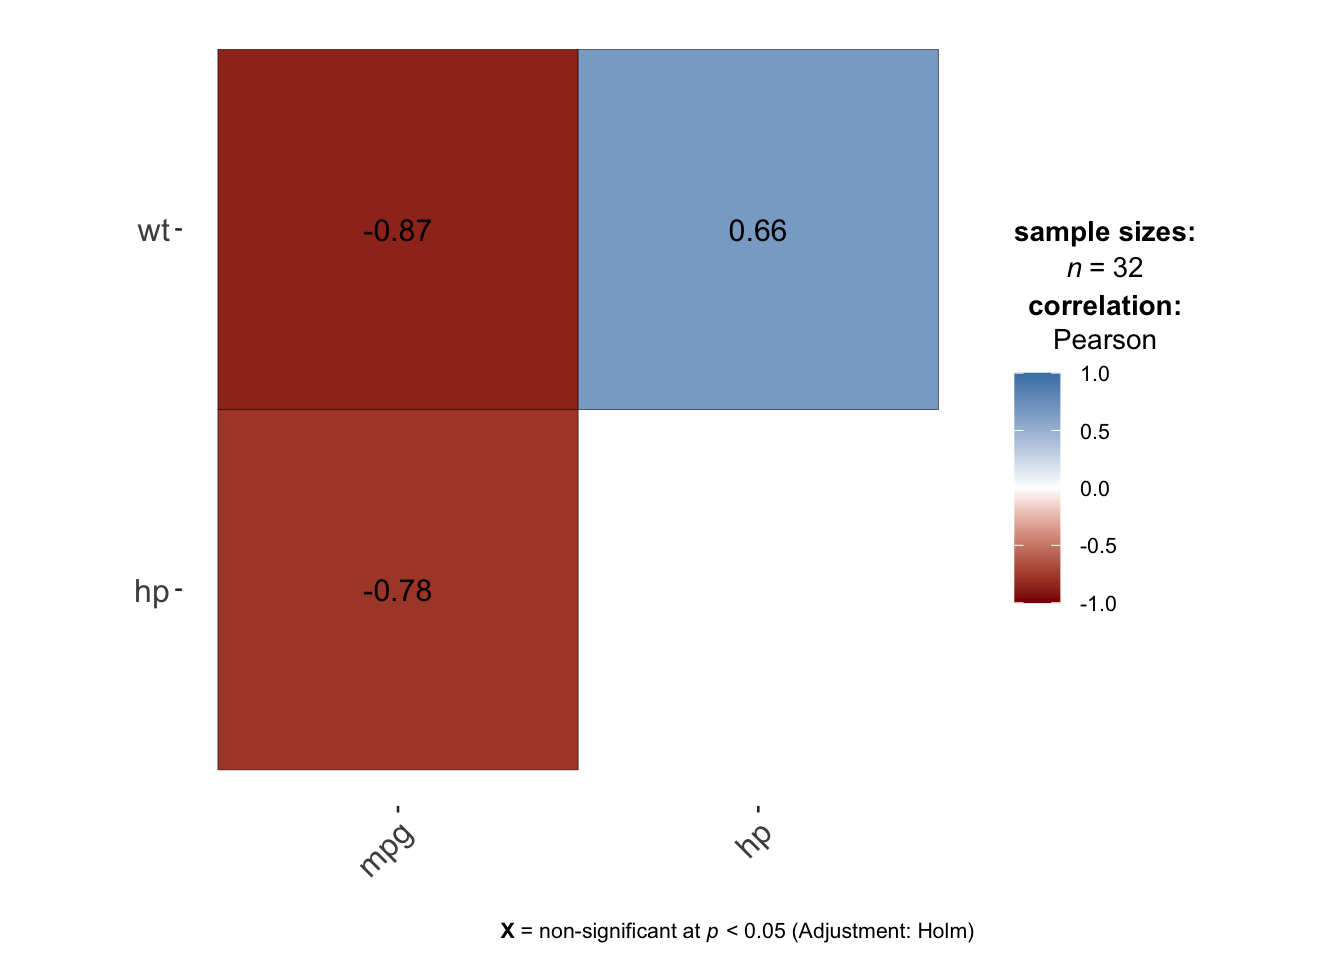 wt
-0.87
0.66
hp
-0.78
mpg
hp
sample sizes:
n = 32
correlation:
Pearson
1.0
0.5
0.0
-0.5
-1.0
X = non-significant at p < 0.05 (Adjustment: Holm)